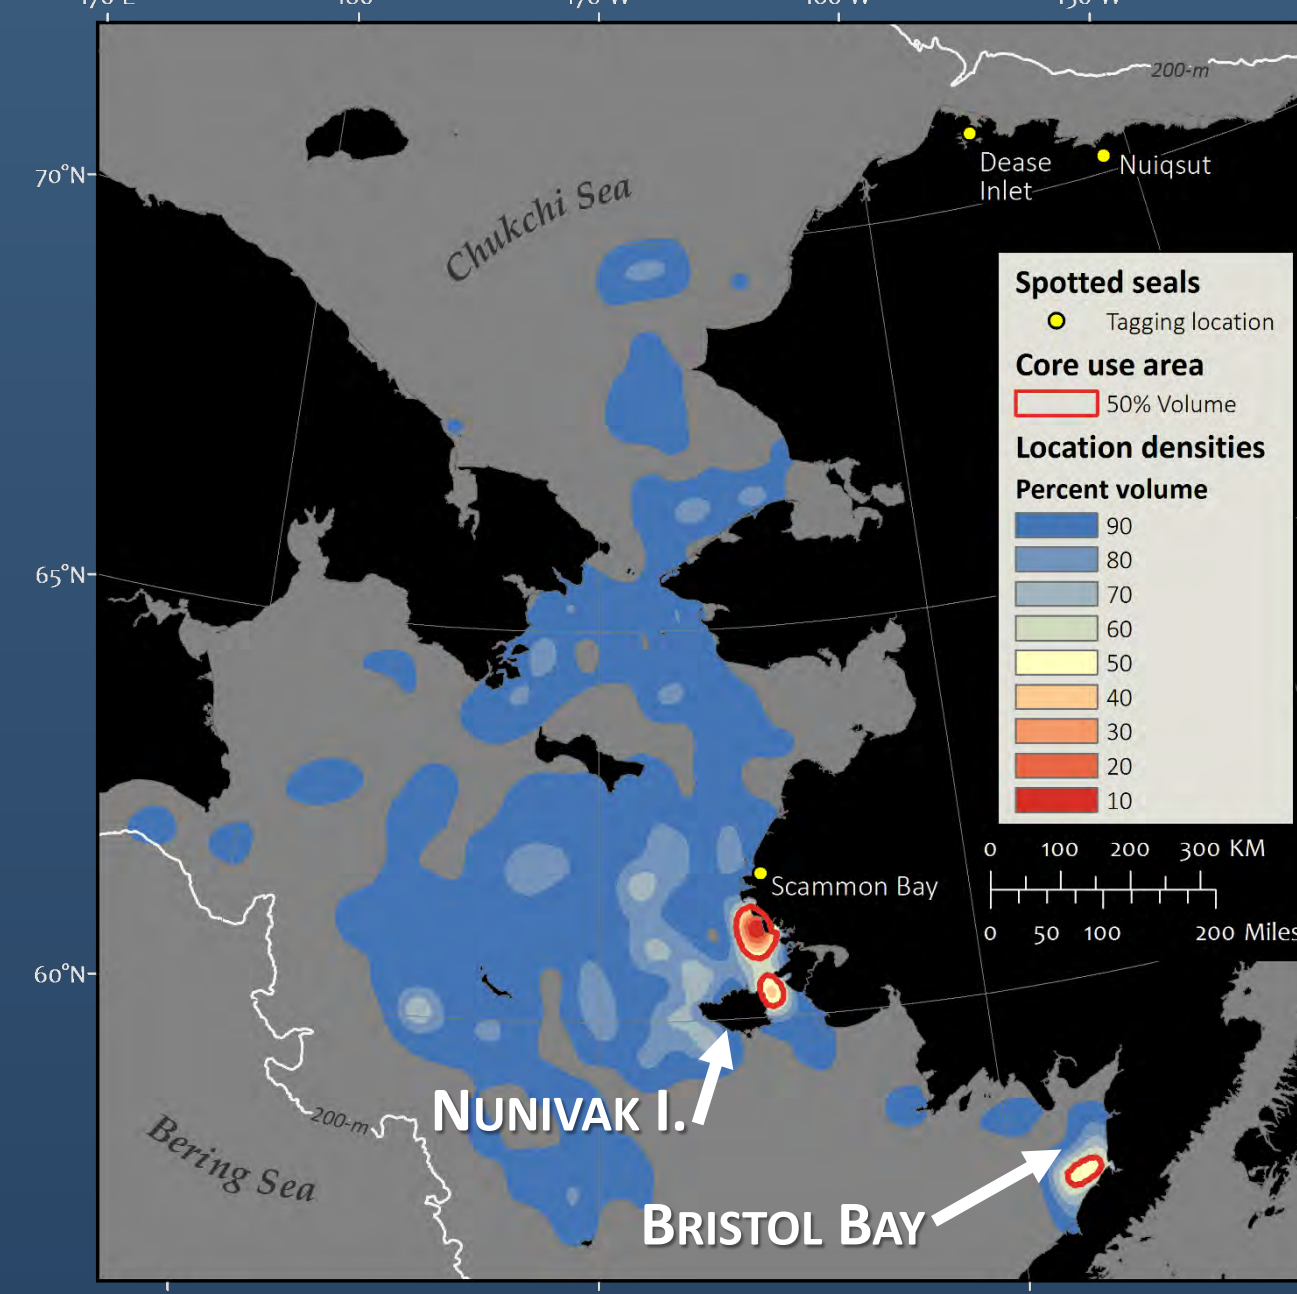 70°N
65°N
60°N
Chukchi Sea
200-m
Dease
Inlet
Nuiqsut
Spotted seals
Tagging location
Core use area
50% Volume
Location densities
Percent volume
90
80
70
60
50
40
30
20
10
0 100 200 300 KM
0 50 100 200 Miles
Scammon Bay
NUNIVAK I.
200-m
Bering Sea
BRISTOL BAY